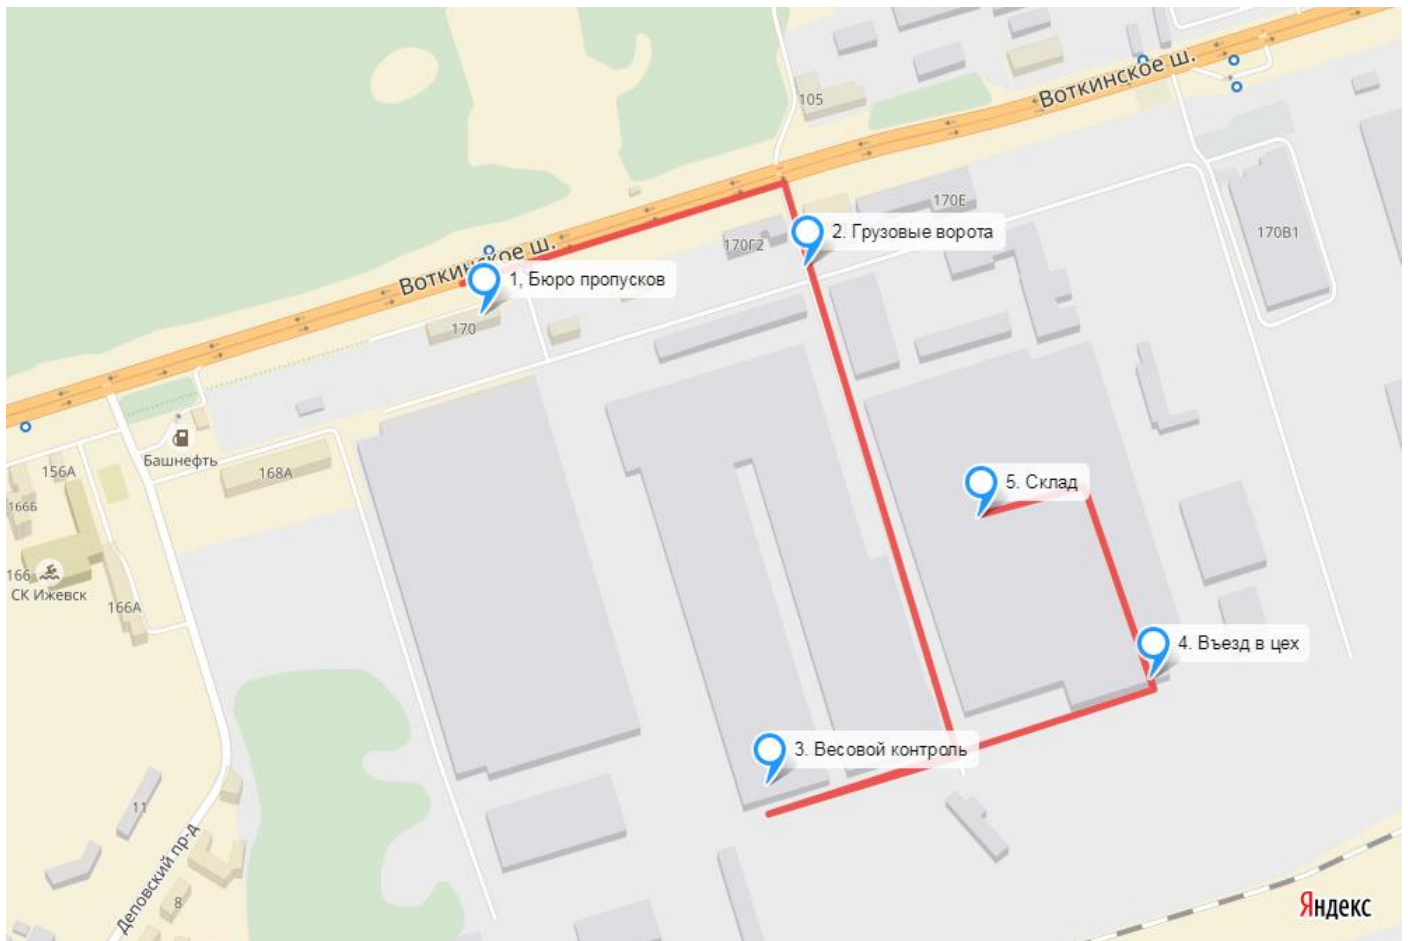 Воткинское ш.
105
170Е
2. Грузовые ворота
170Г2
170В1
Воткинское ш.
1, Бюро пропусков
170
Башнефть
156А
168А
166Б
5. Склад
166
СК Ижевск
166А
4. Въезд в цех
3. Весовой контроль
11
Деповский пр-д
8
Яндекс